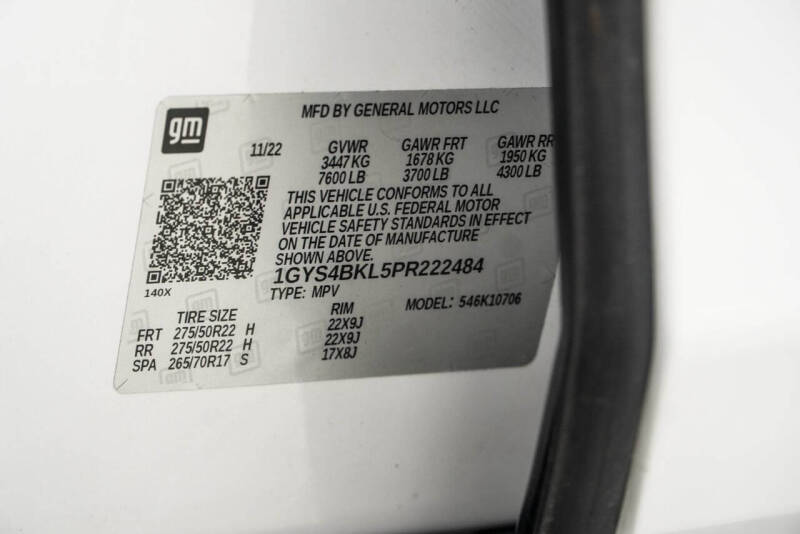 gm
MFD BY GENERAL MOTORS LLC
11/22 GVWR GAWR FRT GAWR RR
3447 KG 1678 KG 1950 KG
7600 LB 3700 LB 4300 LB
THIS VEHICLE CONFORMS TO ALL
APPLICABLE U.S. FEDERAL MOTOR
VEHICLE SAFETY STANDARDS IN EFFECT
ON THE DATE OF MANUFACTURE
SHOWN ABOVE.
1GYS4BKL5PR222484
140X TYPE: MPV MODEL: 546K10706
TIRE SIZE RIM
FRT 275/50R22 H 22X9J
RR 275/50R22 H 22X9J
SPA 265/70R17 S 17X8J